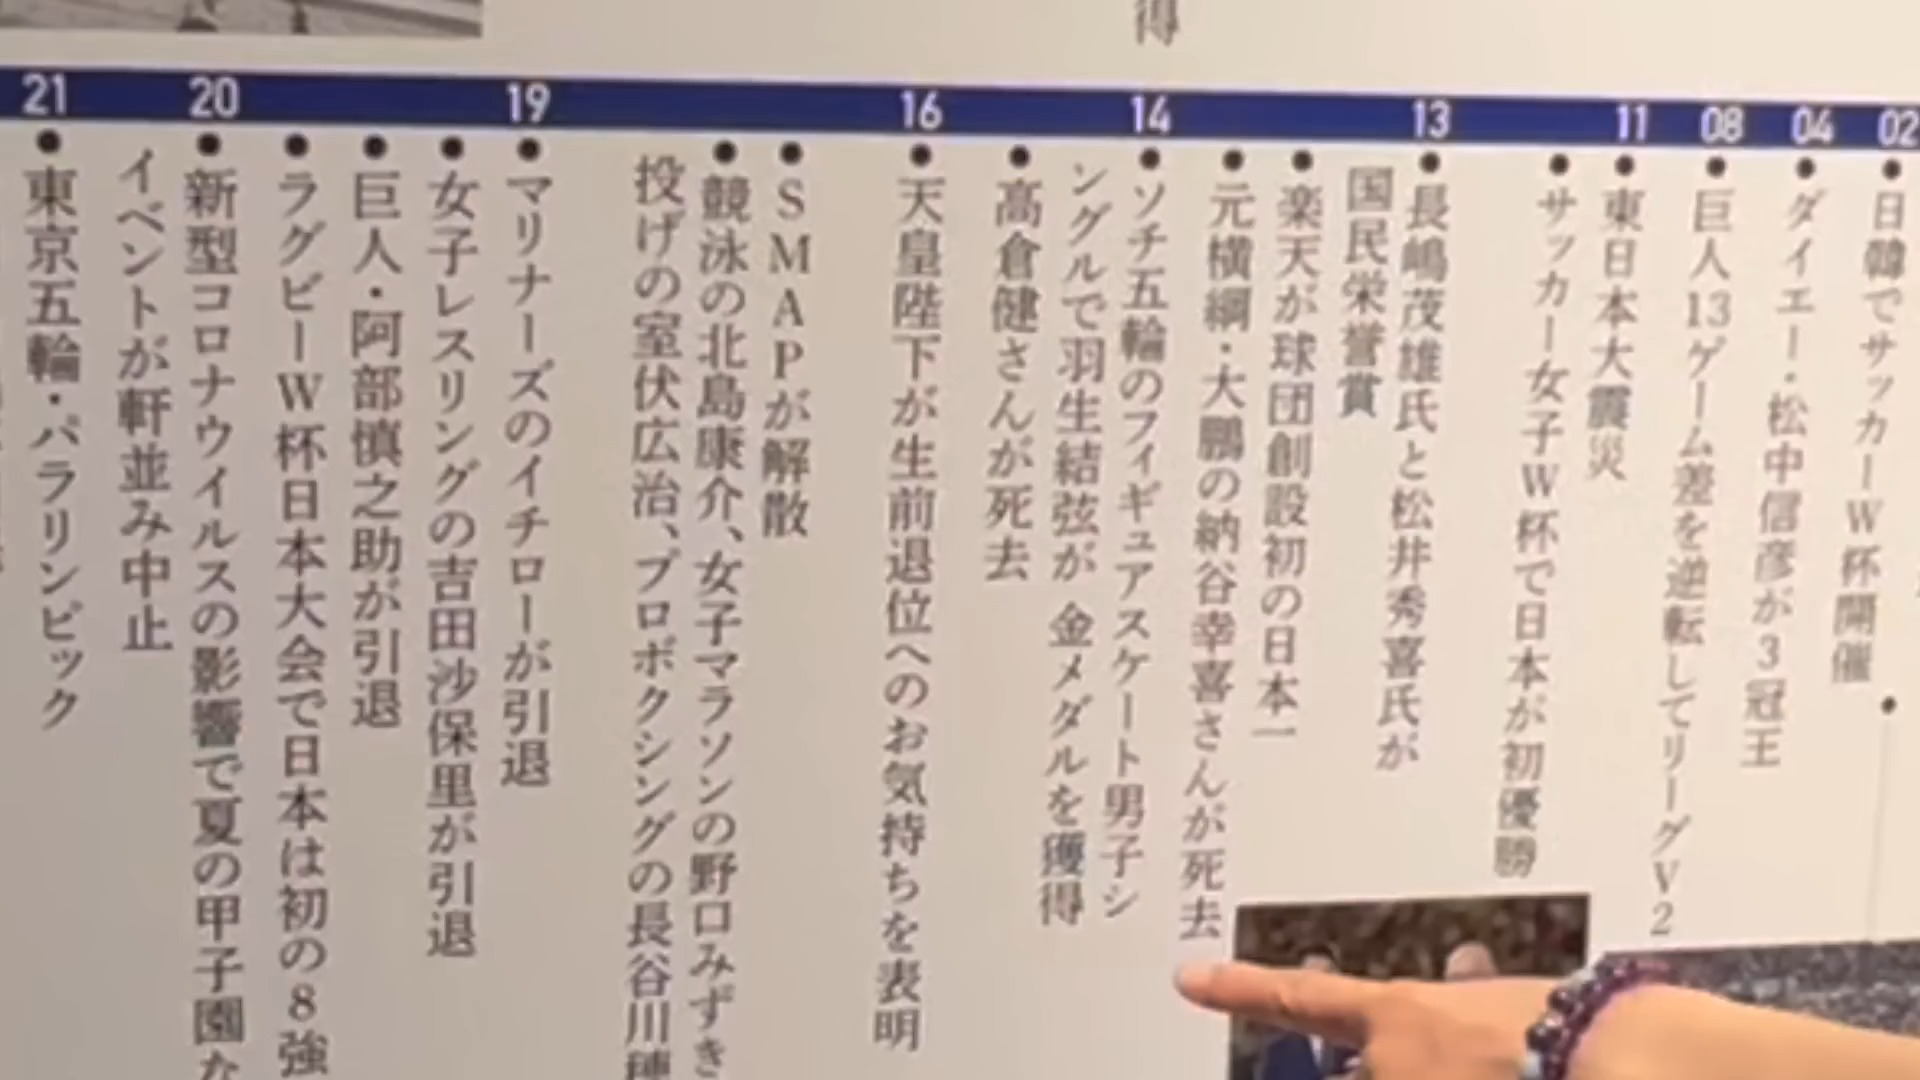 得
02
日韓でサッカーW杯開催
04
ダイエー・松中信彦が3冠王
08
巨人13ゲーム差を逆転してリーグV2
11
東日本大震災
サッカー女子W杯で日本が初優勝
13
長嶋茂雄氏と松井秀喜氏が
国民栄誉賞
楽天が球団創設初の日本一
元横綱・大鵬の納谷幸喜さんが死去
14
ソチ五輪のフィギュアスケート男子シ
ングルで羽生結弦が 金メダルを獲得
高倉健さんが死去
16
天皇陛下が生前退位へのお気持ちを表明
SMAPが解散
競泳の北島康介、女子マラソンの野口みずき
投げの室伏広治、プロボクシングの長谷川穂
19
マリナーズのイチローが引退
女子レスリングの吉田沙保里が引退
巨人・阿部慎之助が引退
ラグビーW杯日本大会で日本は初の8強
20
新型コロナウイルスの影響で夏の甲子園な
イベントが軒並み中止
21
東京五輪・パラリンピック